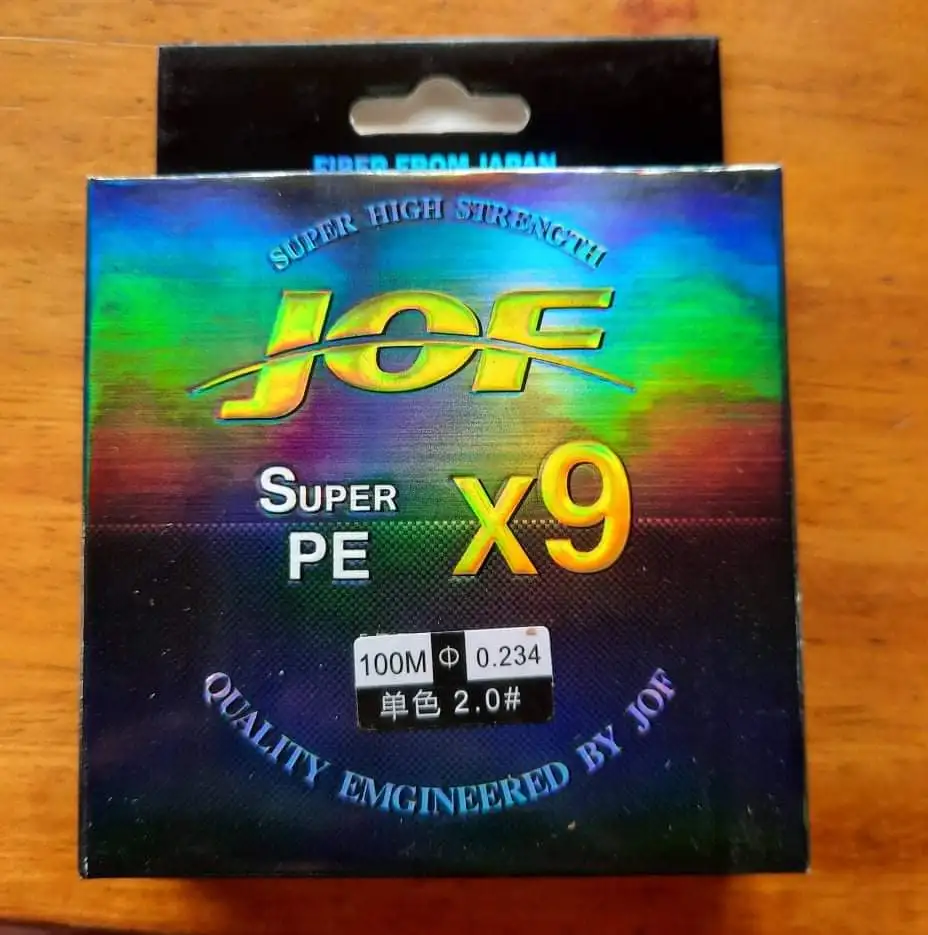 FIBER FROM JAPAN
SUPER HIGH STRENGTH
JOF
SUPER
PE
X9
100M Φ 0.234
单色 2.0#
QUALITY EMGINEERED BY JOF